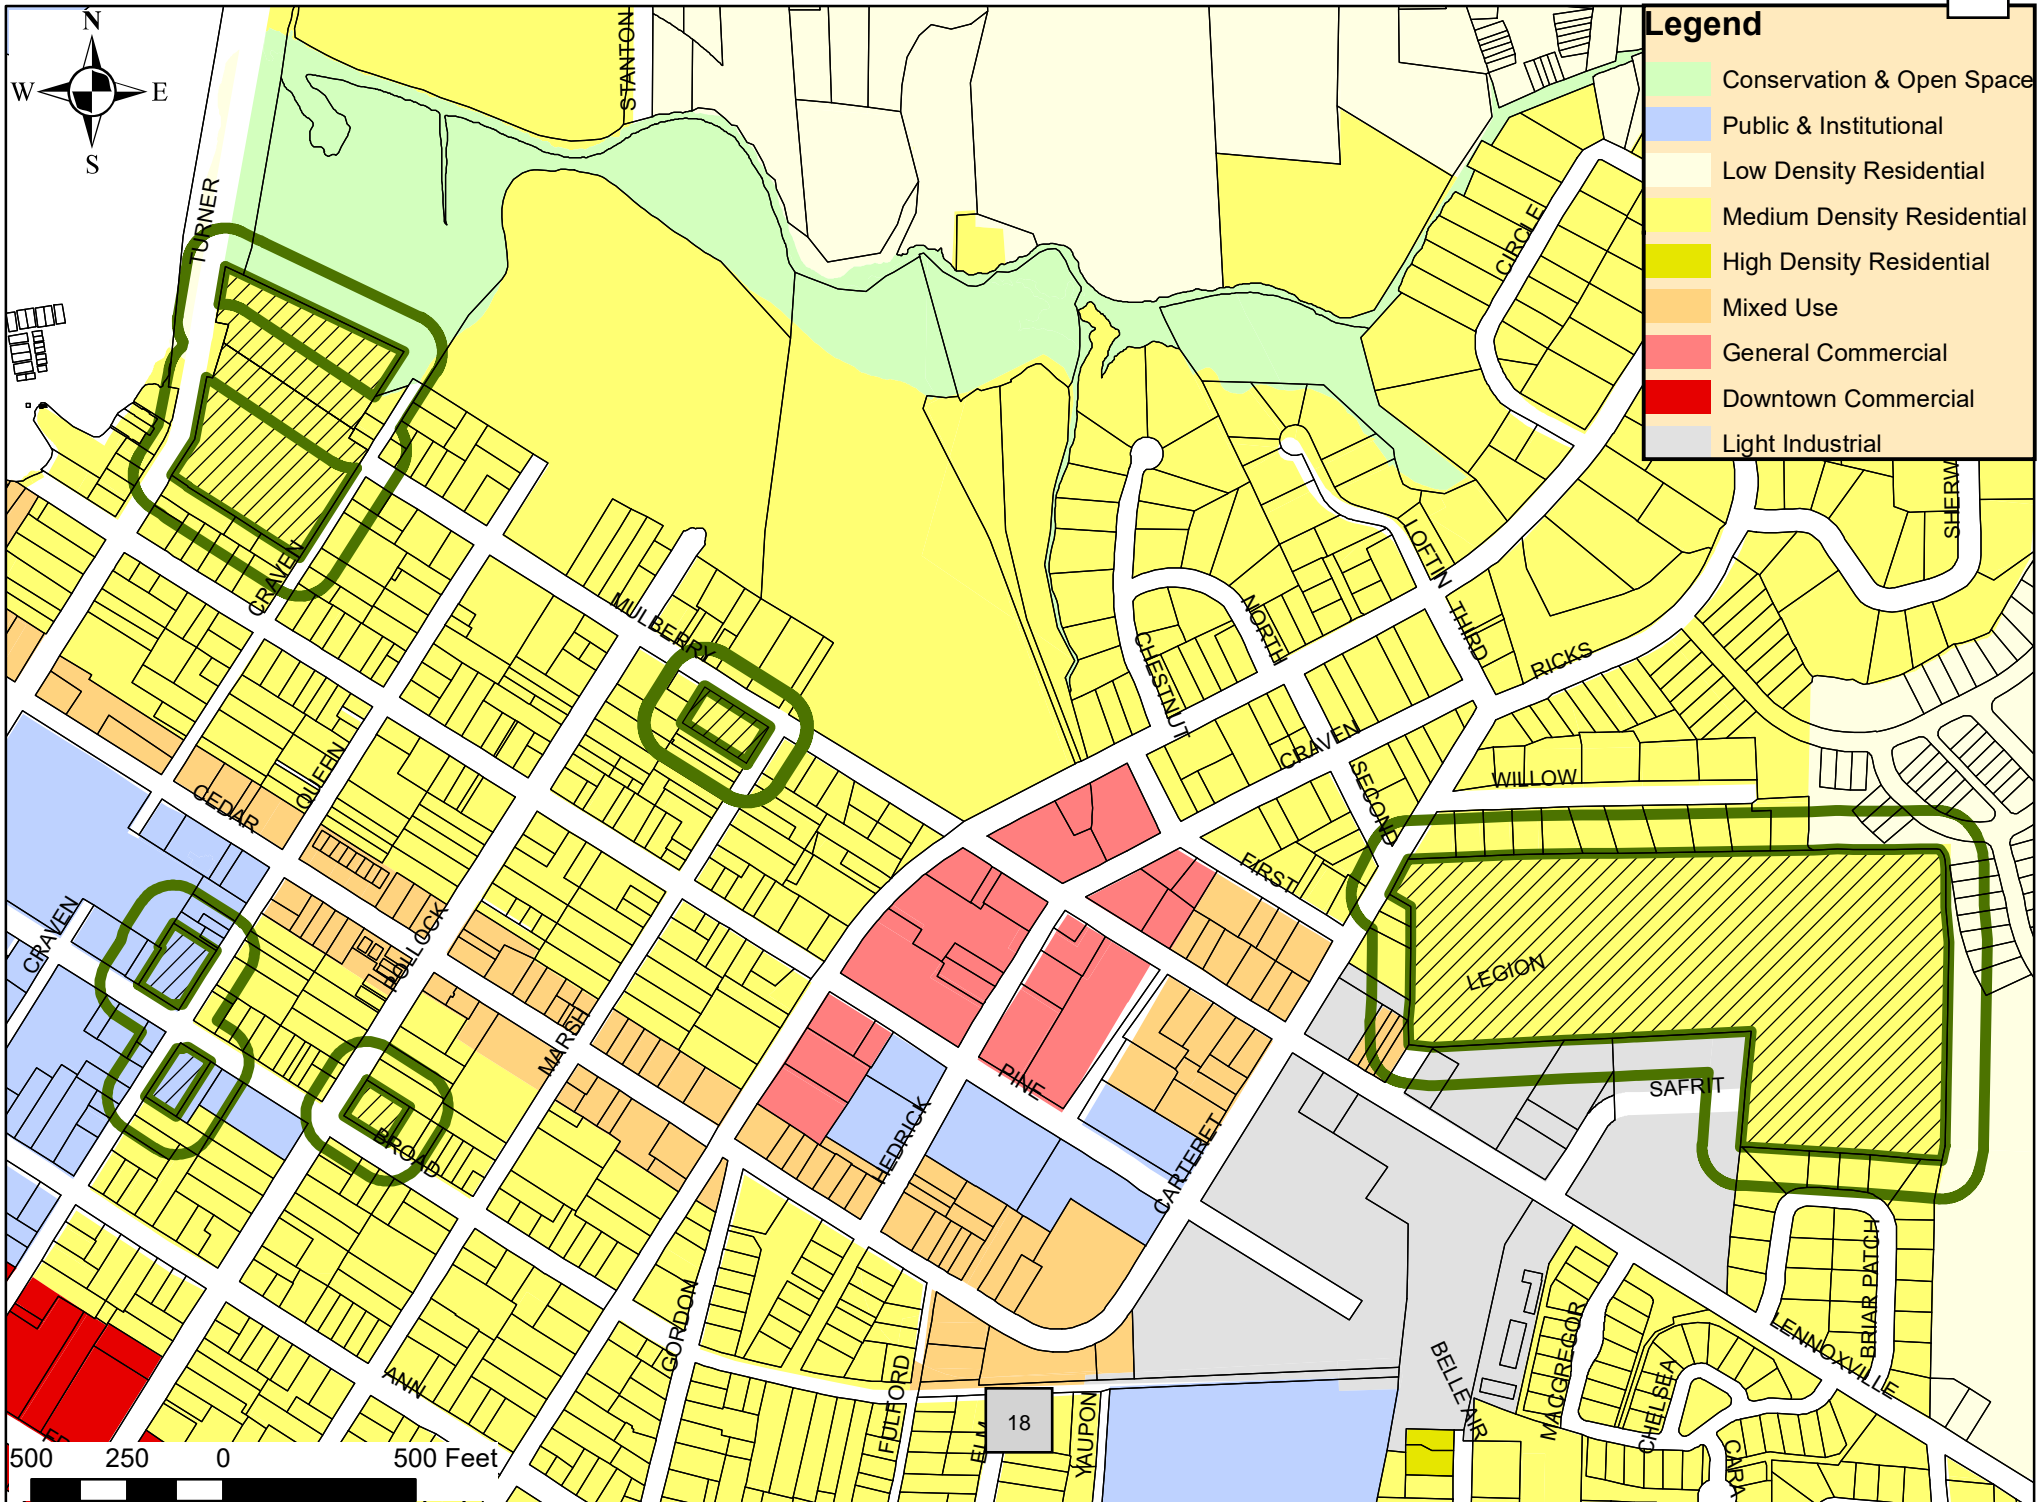 N
W
E
S
Legend
Conservation & Open Space
Public & Institutional
Low Density Residential
Medium Density Residential
High Density Residential
Mixed Use
General Commercial
Downtown Commercial
Light Industrial
STANTON
TURNER
CIRCLE
SHERW
CRAVEN
MULBERRY
LOFTIN
THIRD
NORTH
CHESTNUT
RICKS
CRAVEN
SECOND
WILLOW
QUEEN
CEDAR
FIRST
CRAVEN
POLLOCK
LEGION
MARSH
PINE
SAFRIT
HEDRICK
BROAD
CARTERET
GORDON
BRIAR PATCH
LENNOXVILLE
MACGREGOR
BELLE AIR
CHELSEA
CARA
ANN
FULFORD
ELM
YAUPON
18
500 250 0 500 Feet